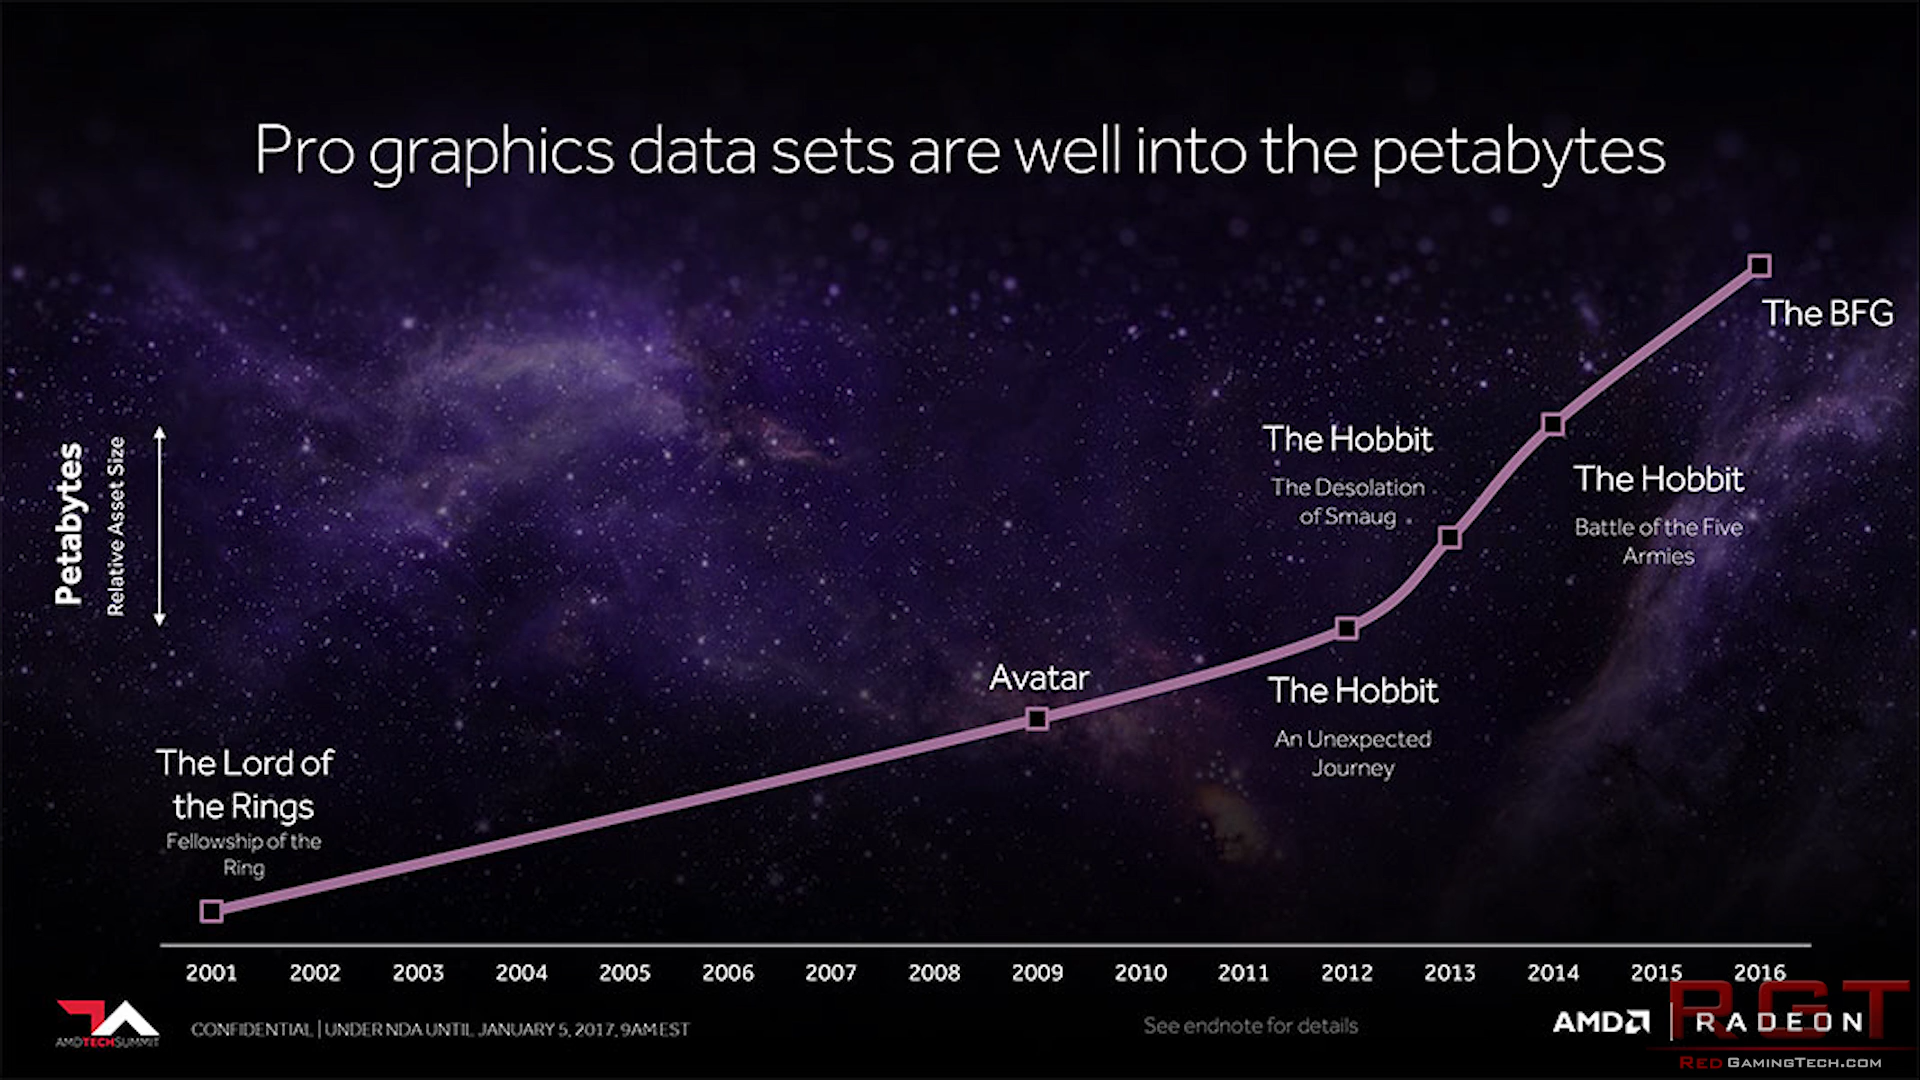 Pro graphics data sets are well into the petabytes
The BFG
The Hobbit
The Desolation
of Smaug
The Hobbit
Battle of the Five
Armies
Petabytes
Relative Asset Size
Avatar
The Hobbit
An Unexpected
Journey
The Lord of
the Rings
Fellowship of the
Ring
2001 2002 2003 2004 2005 2006 2007 2008 2009 2010 2011 2012 2013 2014 2015 2016
AMDTECHSUMMIT
CONFIDENTIAL | UNDER NDA UNTIL JANUARY 5, 2017, 9AM EST
See endnote for details
AMD
RADEON
RGT
REDGAMINGTECH.COM